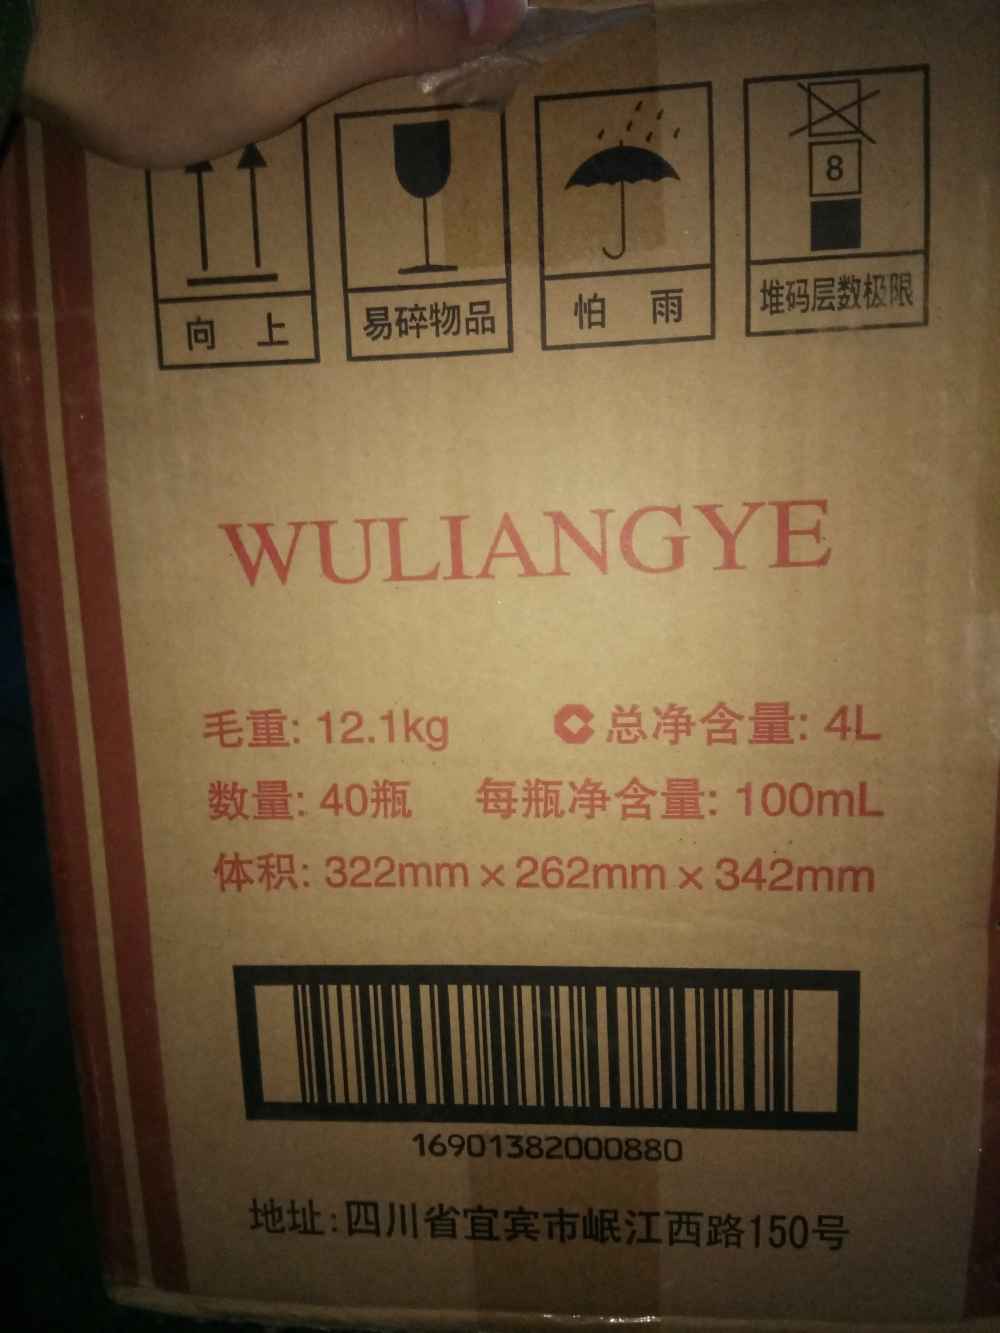 8
向 上
易碎物品
怕 雨
堆码层数极限
WULIANGYE
毛重: 12.1kg 总净含量: 4L
数量: 40瓶 每瓶净含量: 100mL
体积: 322mm×262mm×342mm
16901382000880
地址:四川省宜宾市岷江西路150号